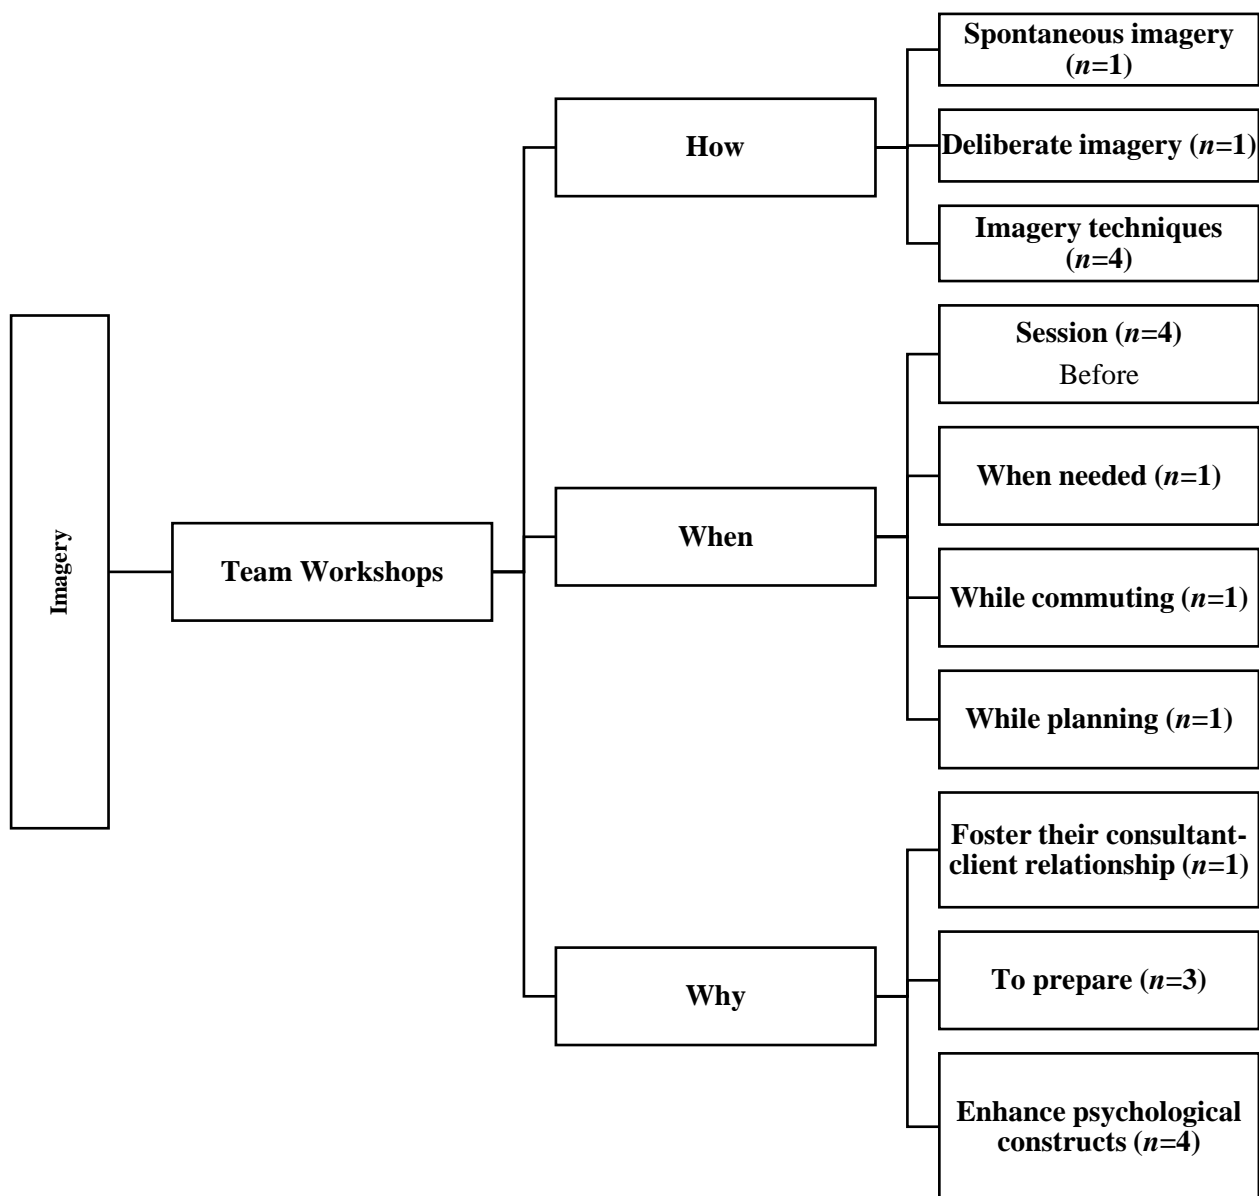 Imagery
Team Workshops
How
Spontaneous imagery
(n=1)
Deliberate imagery (n=1)
Imagery techniques
(n=4)
When
Session (n=4)
Before
When needed (n=1)
While commuting (n=1)
While planning (n=1)
Why
Foster their consultant-
client relationship (n=1)
To prepare (n=3)
Enhance psychological
constructs (n=4)